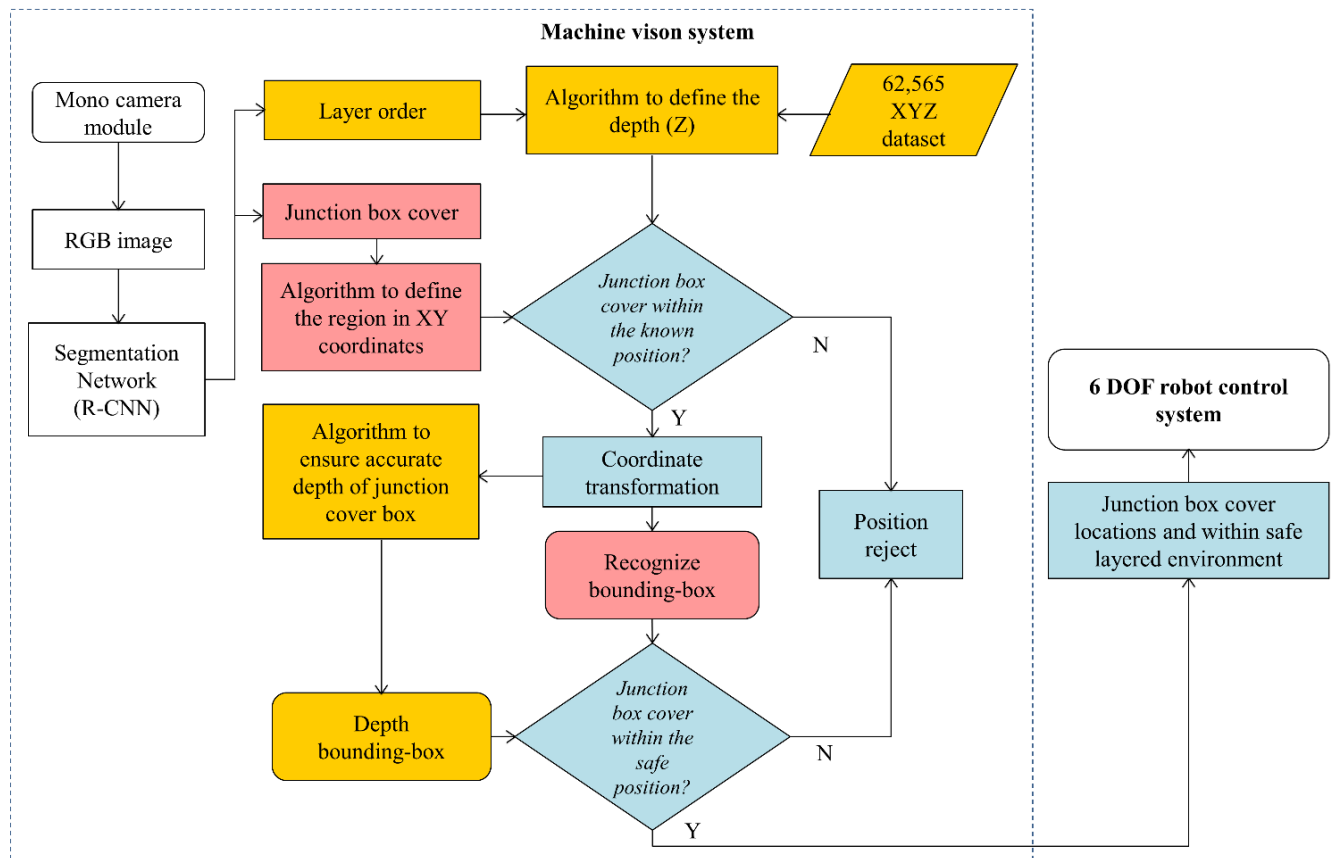 Machine vison system
Mono camera
module
Layer order
Algorithm to define the
depth (Z)
62,565
XYZ
dataset
RGB image
Junction box cover
Algorithm to define
the region in XY
coordinates
Junction box
cover within
the known
position?
N
Segmentation
Network
(R-CNN)
Y
6 DOF robot control
system
Algorithm to
ensure accurate
depth of junction
cover box
Coordinate
transformation
Position
reject
Junction box cover
locations and within safe
layered environment
Recognize
bounding-box
Depth
bounding-box
Junction
box cover
within the
safe
position?
N
Y